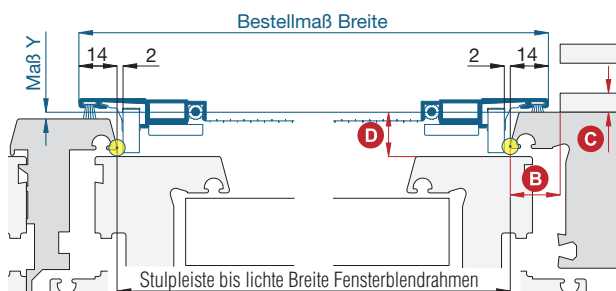 Bestellmaß Breite
Maß Y
14
2
2
14
D
C
B
Stulpleiste bis lichte Breite Fensterblendrahmen